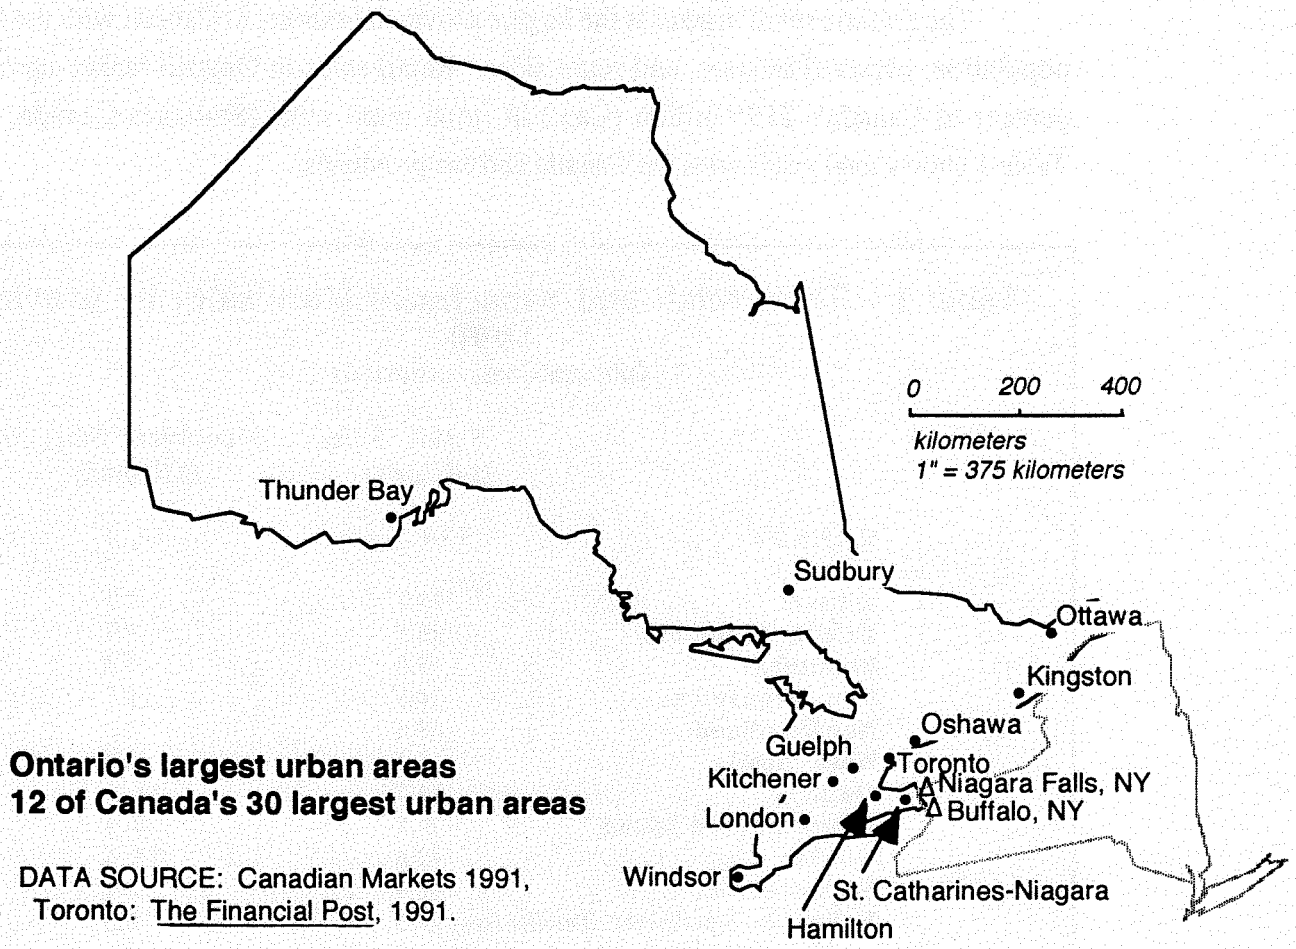 0 200 400
kilometers
1" = 375 kilometers
Thunder Bay
Sudbury
Ottawa
Kingston
Oshawa
Guelph
Toronto
Kitchener
Niagara Falls, NY
London
Buffalo, NY
Windsor
St. Catharines-Niagara
Hamilton
Ontario's largest urban areas
12 of Canada's 30 largest urban areas
DATA SOURCE: Canadian Markets 1991,
Toronto: The Financial Post, 1991.